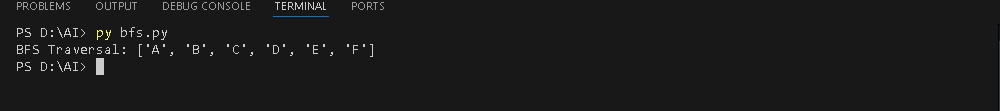 PROBLEMS OUTPUT DEBUG CONSOLE TERMINAL PORTS
PS D:\AI> py bfs.py
BFS Traversal: ['A', 'B', 'C', 'D', 'E', 'F']
PS D:\AI>